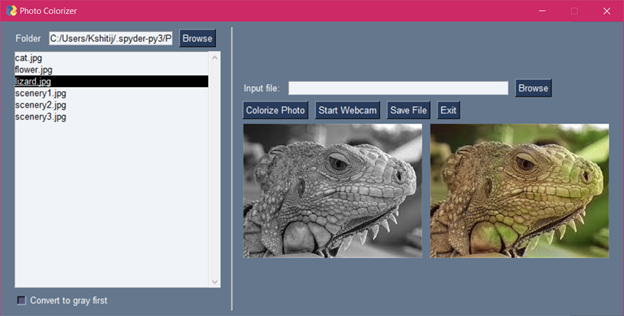 Photo Colorizer
Folder C:/Users/Kshitij/.spyder-py3/P Browse
cat.jpg
flower.jpg
lizard.jpg
scenery1.jpg
scenery2.jpg
scenery3.jpg
Convert to gray first
Input file: Browse
Colorize Photo Start Webcam Save File Exit